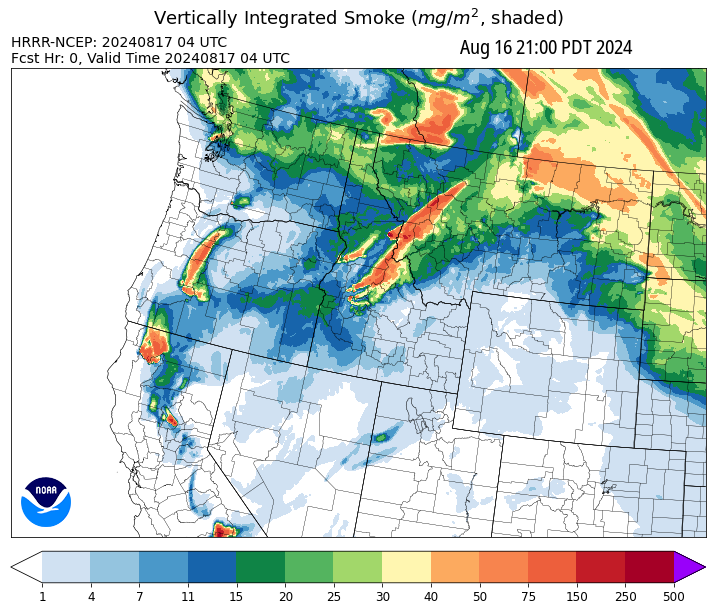 Vertically Integrated Smoke (mg/m², shaded)
HRRR-NCEP: 20240817 04 UTC
Aug 16 21:00 PDT 2024
Fcst Hr: 0, Valid Time 20240817 04 UTC
NOAA
1 4 7 11 15 20 25 30 40 50 75 150 250 500